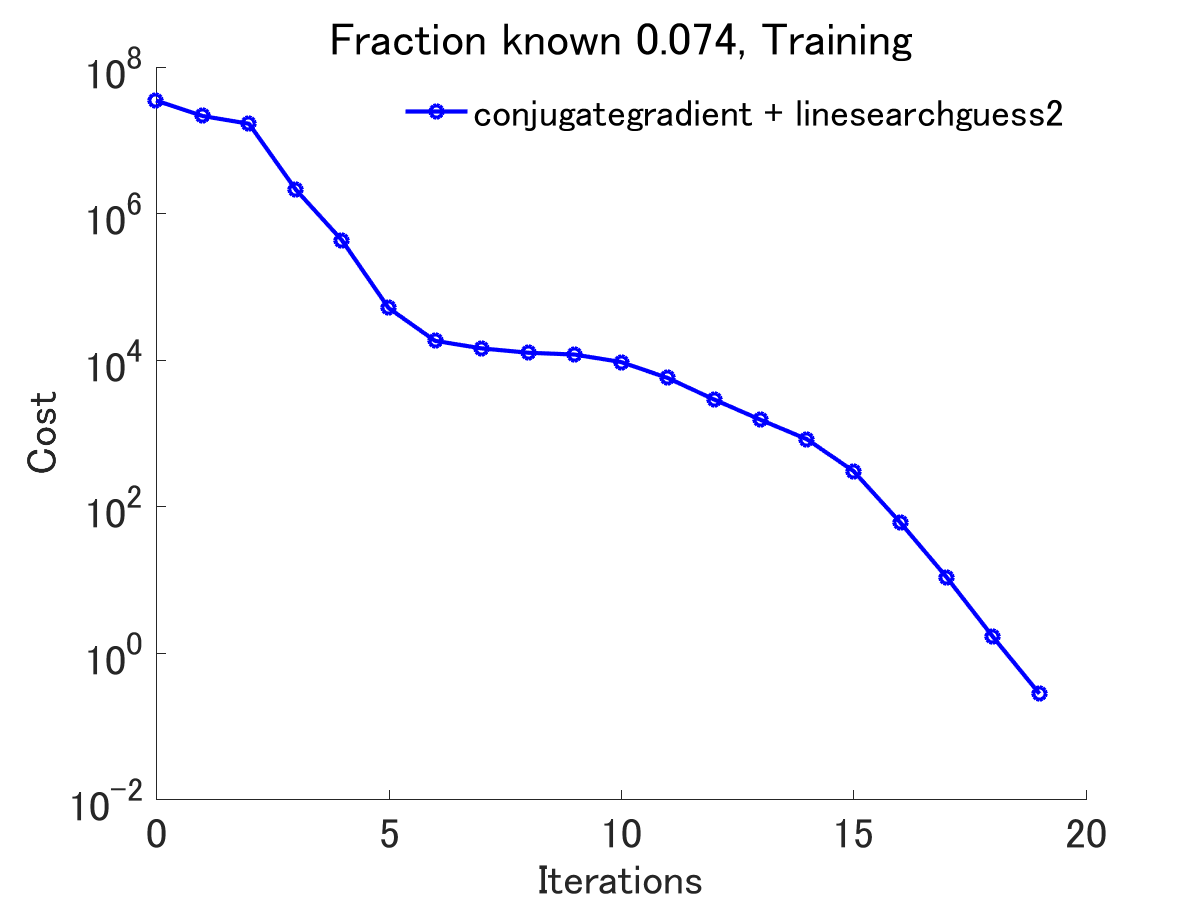 Fraction known 0.074, Training
conjugategradient + linesearchguess2
10^8
10^6
10^4
10^2
10^0
10^-2
Cost
0 5 10 15 20
Iterations